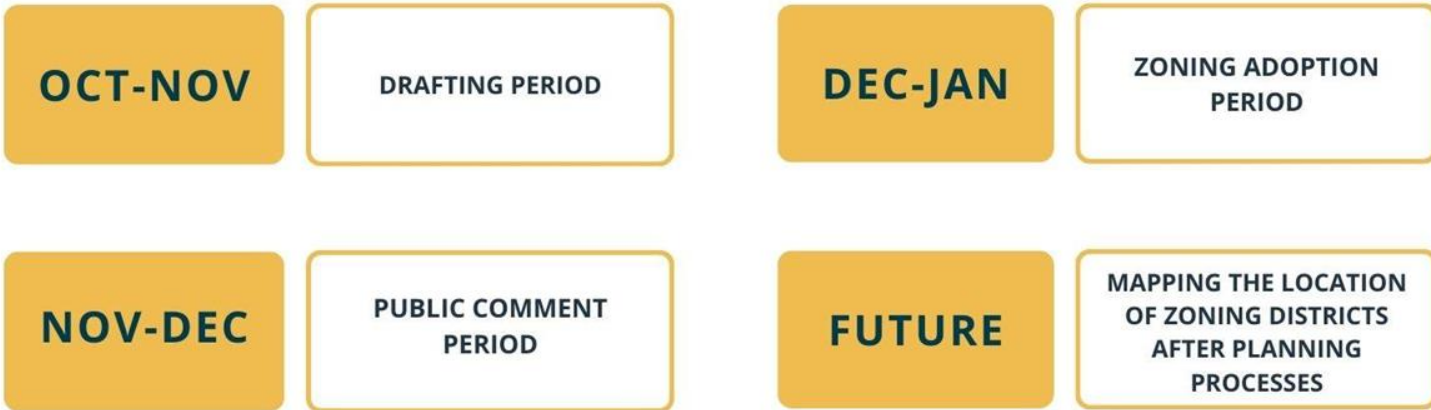 OCT-NOV
DRAFTING PERIOD
NOV-DEC
PUBLIC COMMENT
PERIOD
DEC-JAN
ZONING ADOPTION
PERIOD
FUTURE
MAPPING THE LOCATION
OF ZONING DISTRICTS
AFTER PLANNING
PROCESSES